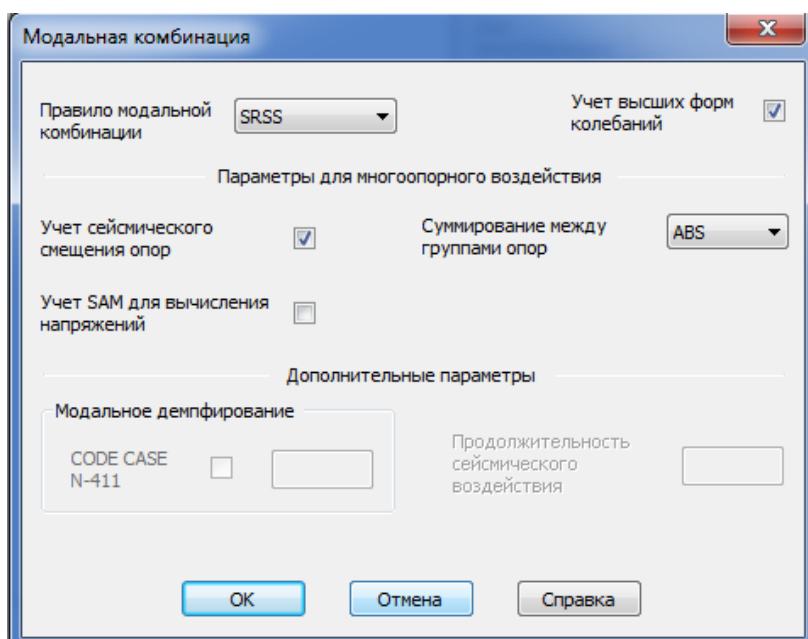 Модальная комбинация
Правило модальной
комбинации
SRSS
Учет высших форм
колебаний
Параметры для многоопорного воздействия
Учет сейсмического
смещения опор
Суммирование между
группами опор
ABS
Учет SAM для вычисления
напряжений
Дополнительные параметры
Модальное демпфирование
CODE CASE
N-411
Продолжительность
сейсмического
воздействия
OK
Отмена
Справка